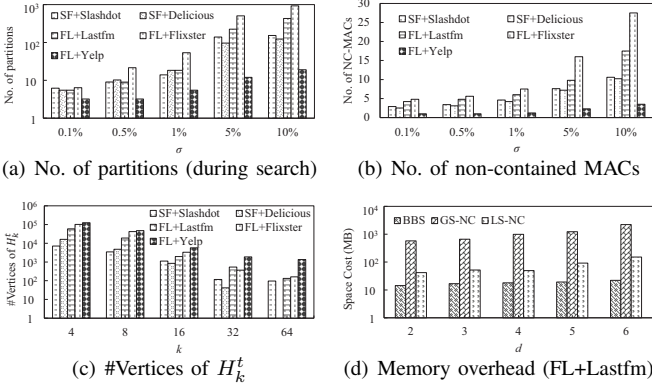 No. of partitions
10³
10²
10
1
SF+Slashdot SF+Delicious
FL+Lastfm FL+Flixster
FL+Yelp
0.1% 0.5% 1% 5% 10%
σ
(a) No. of partitions (during search)
No. of NC-MACs
30
25
20
15
10
5
0
SF+Slashdot SF+Delicious
FL+Lastfm FL+Flixster
FL+Yelp
0.1% 0.5% 1% 5% 10%
σ
(b) No. of non-contained MACs
#Vertices of Hₖᵗ
10⁶
10⁵
10⁴
10³
10²
10
1
SF+Slashdot SF+Delicious
FL+Lastfm FL+Flixster
FL+Yelp
4 8 16 32 64
k
(c) #Vertices of Hₖᵗ
Space Cost (MB)
10⁴
10³
10²
10
1
BBS GS-NC LS-NC
2 3 4 5 6
d
(d) Memory overhead (FL+Lastfm)